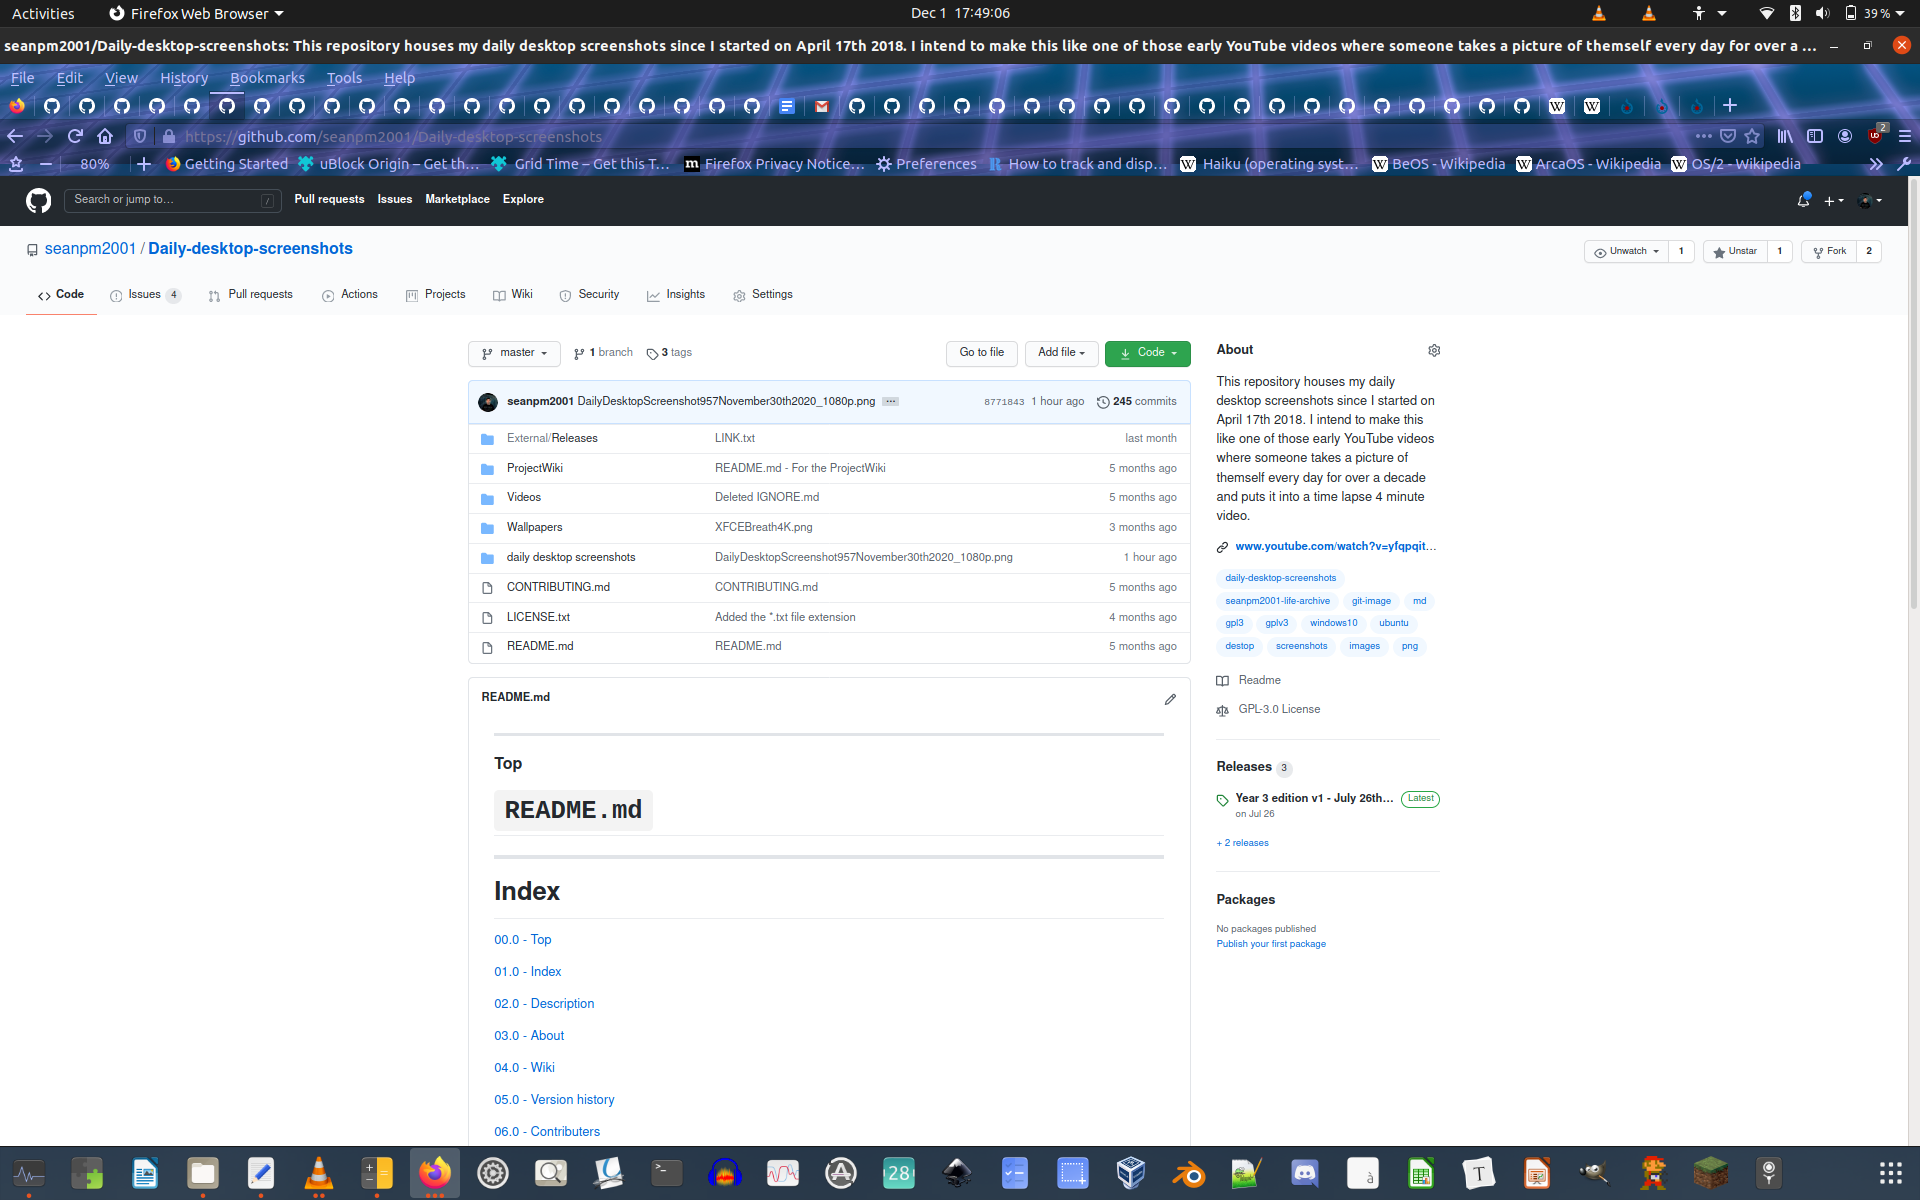 Activities
Firefox Web Browser
Dec 1 17:49:06
39 %
seanpm2001/Daily-desktop-screenshots: This repository houses my daily desktop screenshots since I started on April 17th 2018. I intend to make this like one of those early YouTube videos where someone takes a picture of themself every day for over a ...
File Edit View History Bookmarks Tools Help
https://github.com/seanpm2001/Daily-desktop-screenshots
2
80%
Getting Started
uBlock Origin – Get th...
Grid Time – Get this T...
Firefox Privacy Notice...
Preferences
How to track and disp...
Haiku (operating syst...
BeOS - Wikipedia
ArcaOS - Wikipedia
OS/2 - Wikipedia
Search or jump to... /
Pull requests Issues Marketplace Explore
seanpm2001 / Daily-desktop-screenshots
Unwatch 1
Unstar 1
Fork 2
Code
Issues 4
Pull requests
Actions
Projects
Wiki
Security
Insights
Settings
master
1 branch
3 tags
Go to file
Add file
Code
seanpm2001 DailyDesktopScreenshot957November30th2020_1080p.png ...
8771843 1 hour ago
245 commits
External/Releases LINK.txt last month
ProjectWiki README.md - For the ProjectWiki 5 months ago
Videos Deleted IGNORE.md 5 months ago
Wallpapers XFCEBreath4K.png 3 months ago
daily desktop screenshots DailyDesktopScreenshot957November30th2020_1080p.png 1 hour ago
CONTRIBUTING.md CONTRIBUTING.md 5 months ago
LICENSE.txt Added the *.txt file extension 4 months ago
README.md README.md 5 months ago
README.md
Top
README.md
Index
00.0 - Top
01.0 - Index
02.0 - Description
03.0 - About
04.0 - Wiki
05.0 - Version history
06.0 - Contributers
About
This repository houses my daily
desktop screenshots since I started on
April 17th 2018. I intend to make this
like one of those early YouTube videos
where someone takes a picture of
themself every day for over a decade
and puts it into a time lapse 4 minute
video.
www.youtube.com/watch?v=yfqpqit...
daily-desktop-screenshots
seanpm2001-life-archive git-image md
gpl3 gplv3 windows10 ubuntu
destop screenshots images png
Readme
GPL-3.0 License
Releases 3
Year 3 edition v1 - July 26th... Latest
on Jul 26
+ 2 releases
Packages
No packages published
Publish your first package
28